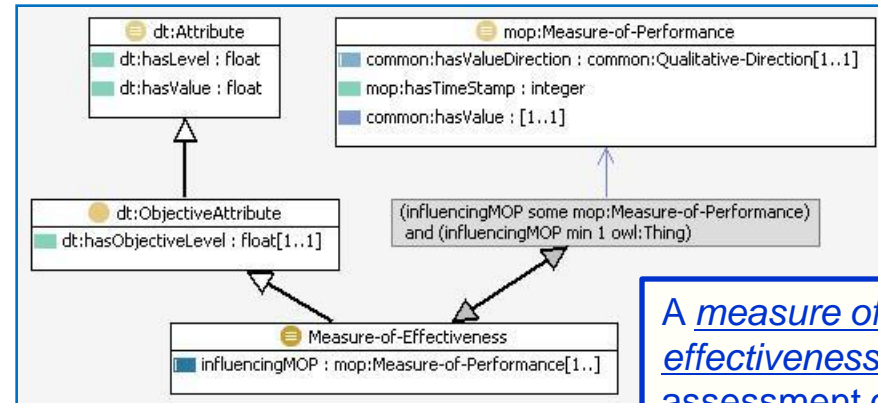 dt:Attribute
dt:hasLevel : float
dt:hasValue : float
mop:Measure-of-Performance
common:hasValueDirection : common:Qualitative-Direction[1..1]
mop:hasTimeStamp : integer
common:hasValue : [1..1]
dt:ObjectiveAttribute
dt:hasObjectiveLevel : float[1..1]
(influencingMOP some mop:Measure-of-Performance)
and (influencingMOP min 1 owl:Thing)
Measure-of-Effectiveness
influencingMOP : mop:Measure-of-Performance[1..]
A measure of
effectiveness
assessment